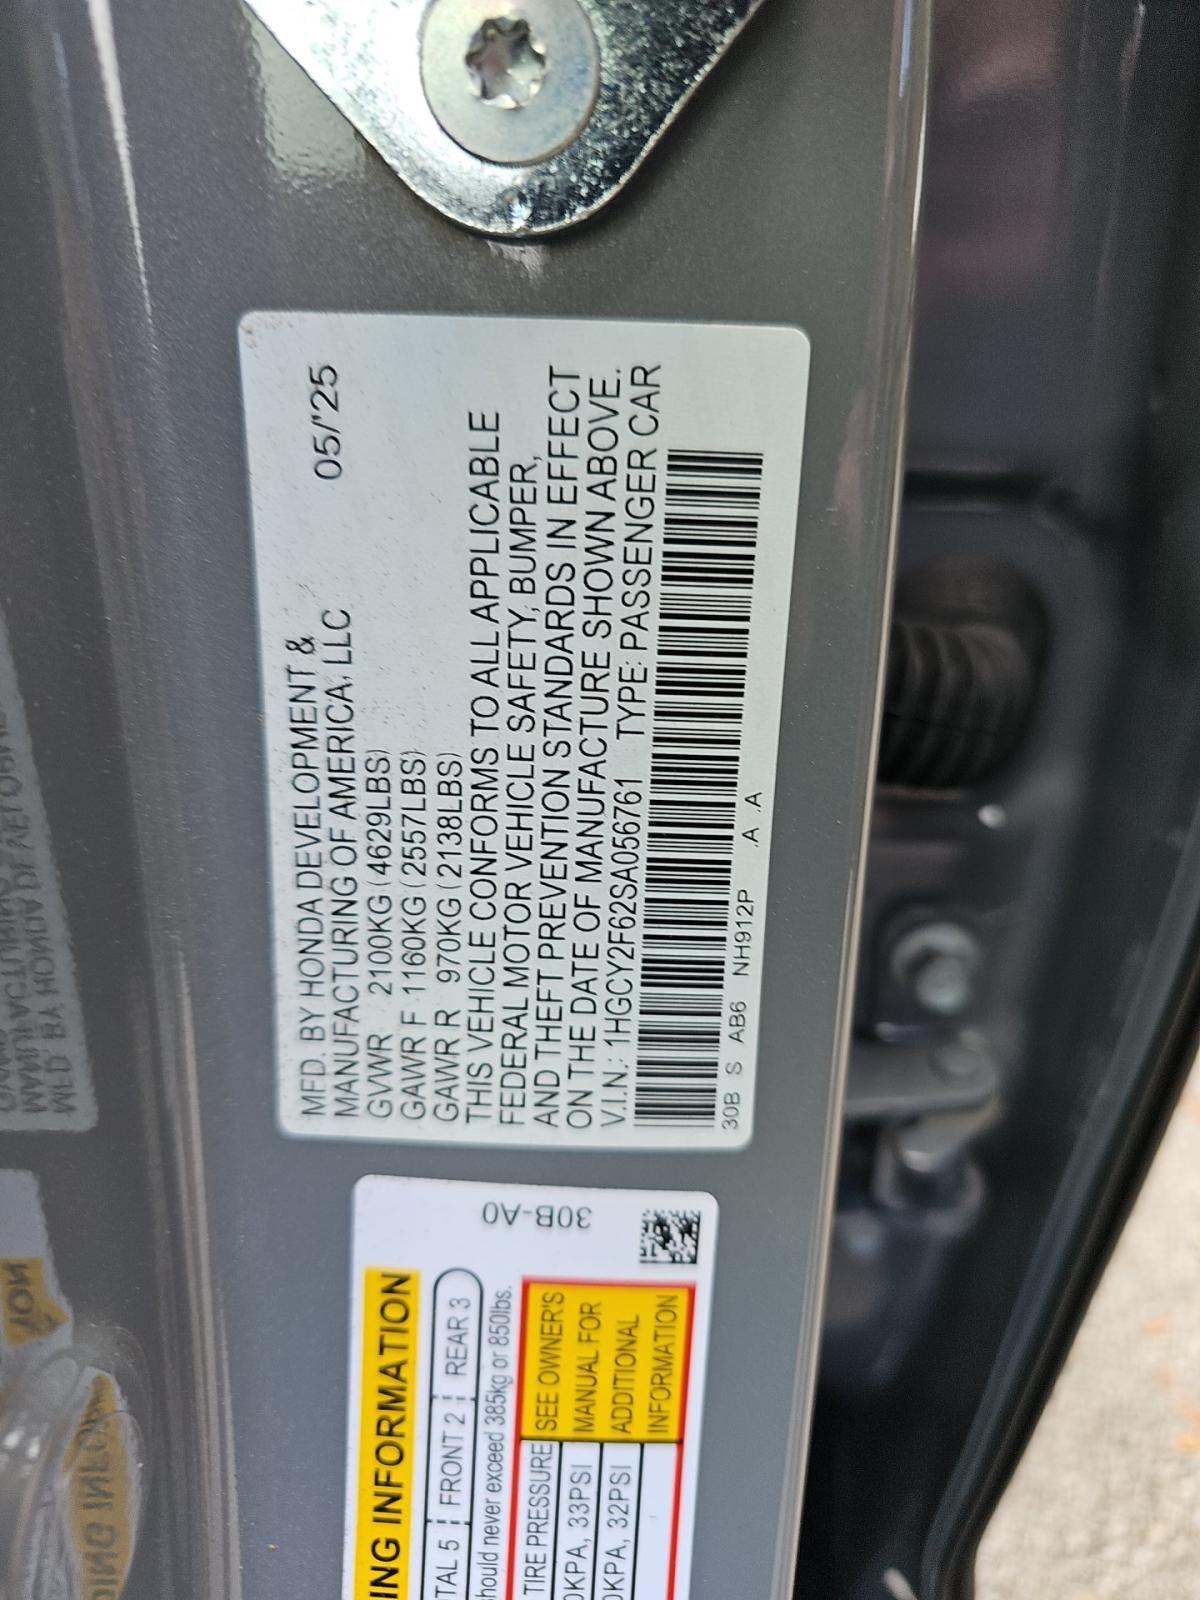 MFD. BY HONDA DEVELOPMENT &
MANUFACTURING OF AMERICA, LLC 05/'25
GVWR 2100KG (4629LBS)
GAWR F 1160KG (2557LBS)
GAWR R 970KG (2138LBS)
THIS VEHICLE CONFORMS TO ALL APPLICABLE
FEDERAL MOTOR VEHICLE SAFETY, BUMPER,
AND THEFT PREVENTION STANDARDS IN EFFECT
ON THE DATE OF MANUFACTURE SHOWN ABOVE.
V.I.N.: 1HGCY2F62SA056761 TYPE: PASSENGER CAR
30B S AB6 NH912P .A .A
30B-A0
ING INFORMATION
TAL 5 FRONT 2 REAR 3
hould never exceed 385kg or 850lbs.
TIRE PRESSURE
0KPA, 33PSI
0KPA, 32PSI
SEE OWNER'S
MANUAL FOR
ADDITIONAL
INFORMATION